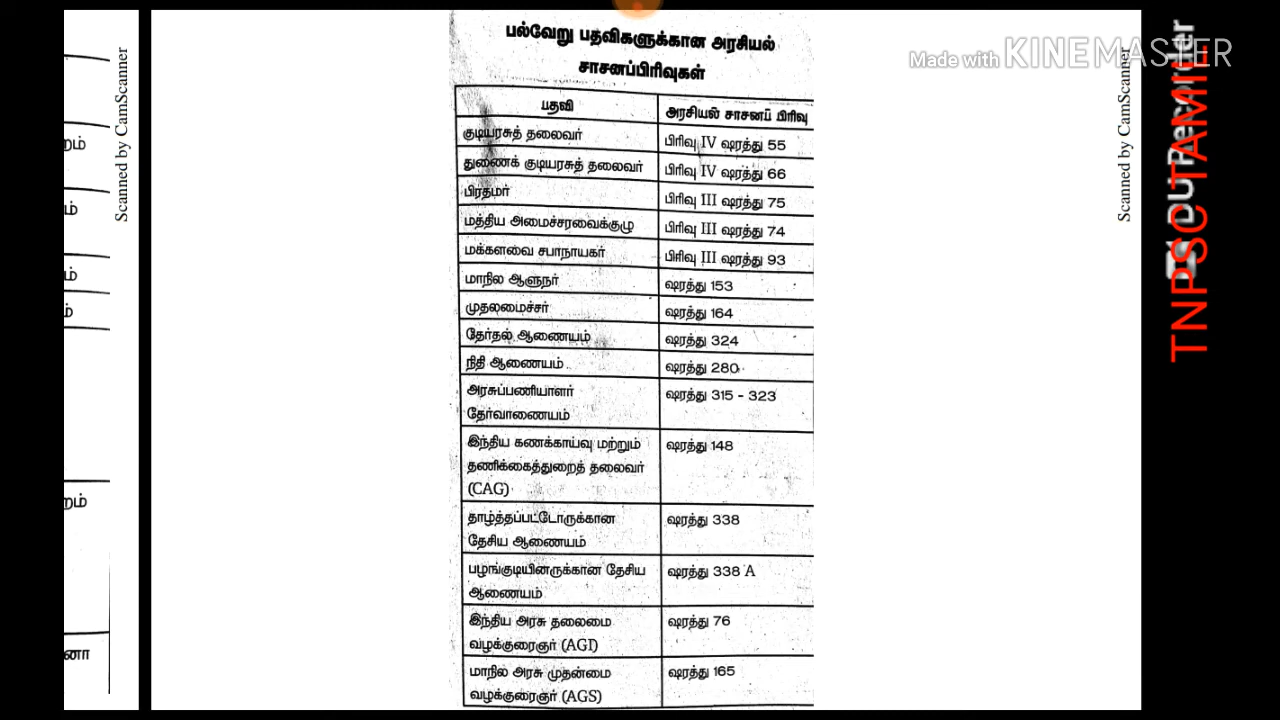 பல்வேறு பதவிகளுக்கான அரசியல்
சாசனப்பிரிவுகள்
பதவி அரசியல் சாசனப் பிரிவு
குடியரசுத் தலைவர் பிரிவு IV ஷரத்து 55
துணைக் குடியரசுத் தலைவர் பிரிவு IV ஷரத்து 66
பிரதமர் பிரிவு III ஷரத்து 75
மத்திய அமைச்சரவைக்குழு பிரிவு III ஷரத்து 74
மக்களவை சபாநாயகர் பிரிவு III ஷரத்து 93
மாநில ஆளுநர் ஷரத்து 153
முதலமைச்சர் ஷரத்து 164
தேர்தல் ஆணையம் ஷரத்து 324
நிதி ஆணையம் ஷரத்து 280
அரசுப்பணியாளர் ஷரத்து 315 - 323
தேர்வாணையம்
இந்திய கணக்காய்வு மற்றும் ஷரத்து 148
தணிக்கைத்துறைத் தலைவர்
(CAG)
தாழ்த்தப்பட்டோருக்கான ஷரத்து 338
தேசிய ஆணையம்
பழங்குடியினருக்கான தேசிய ஷரத்து 338 A
ஆணையம்
இந்திய அரசு தலைமை ஷரத்து 76
வழக்குரைஞர் (AGI)
மாநில அரசு முதன்மை ஷரத்து 165
வழக்குரைஞர் (AGS)
Scanned by CamScanner
Scanned by CamScanner
Made with KINEMASTER
TNPSC TAMIL